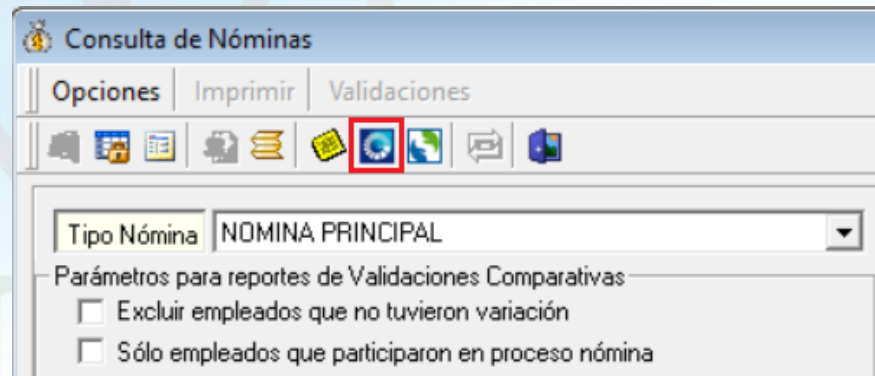 Consulta de Nóminas
Opciones Imprimir Validaciones
Tipo Nómina NOMINA PRINCIPAL
Parámetros para reportes de Validaciones Comparativas
Excluir empleados que no tuvieron variación
Sólo empleados que participaron en proceso nómina